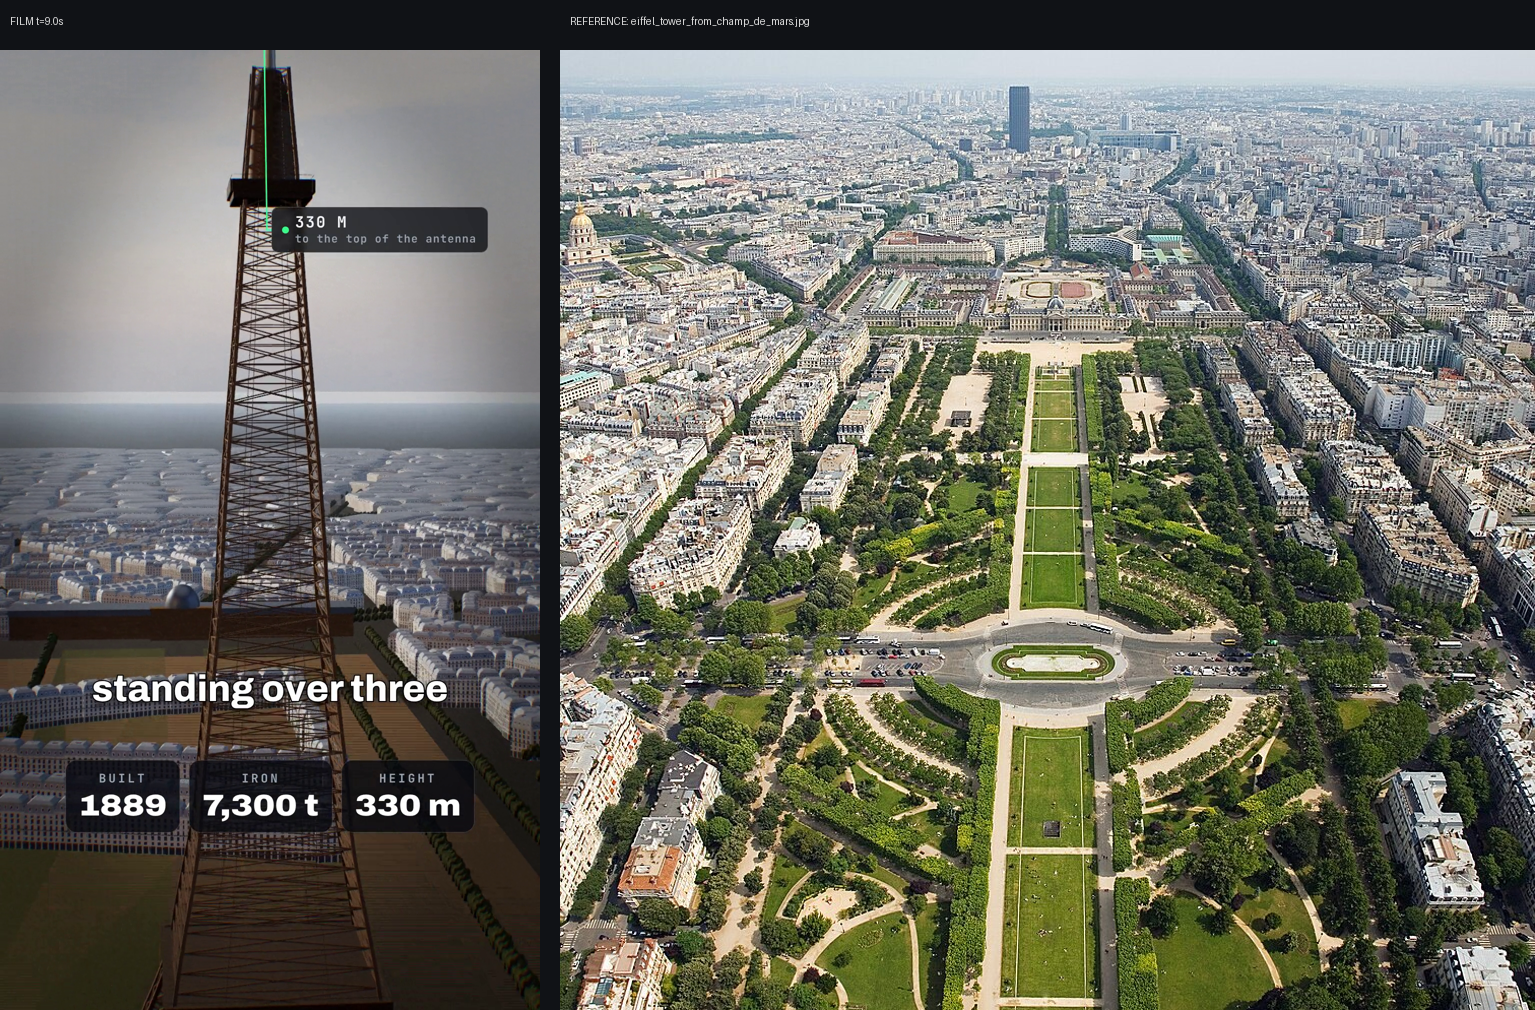 FILM t=9.0s
REFERENCE: eiffel_tower_from_champ_de_mars.jpg
330 M
to the top of the antenna
standing over three
BUILT
1889
IRON
7,300 t
HEIGHT
330 m